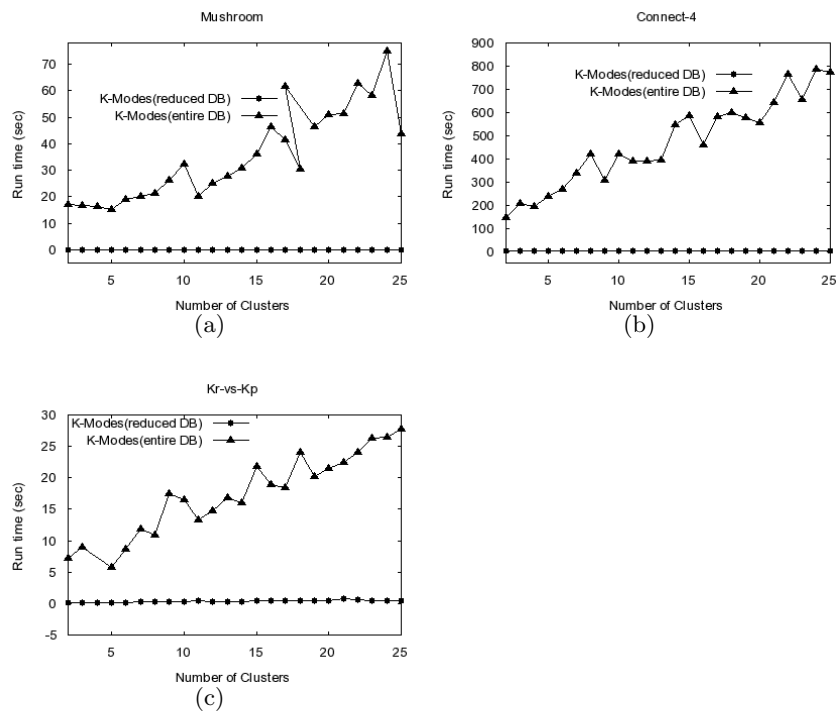 Mushroom
K-Modes(reduced DB)
K-Modes(entire DB)
Run time (sec)
70
60
50
40
30
20
10
0
5 10 15 20 25
Number of Clusters
(a)
Connect-4
K-Modes(reduced DB)
K-Modes(entire DB)
Run time (sec)
900
800
700
600
500
400
300
200
100
0
5 10 15 20 25
Number of Clusters
(b)
Kr-vs-Kp
K-Modes(reduced DB)
K-Modes(entire DB)
Run time (sec)
30
25
20
15
10
5
0
-5
5 10 15 20 25
Number of Clusters
(c)